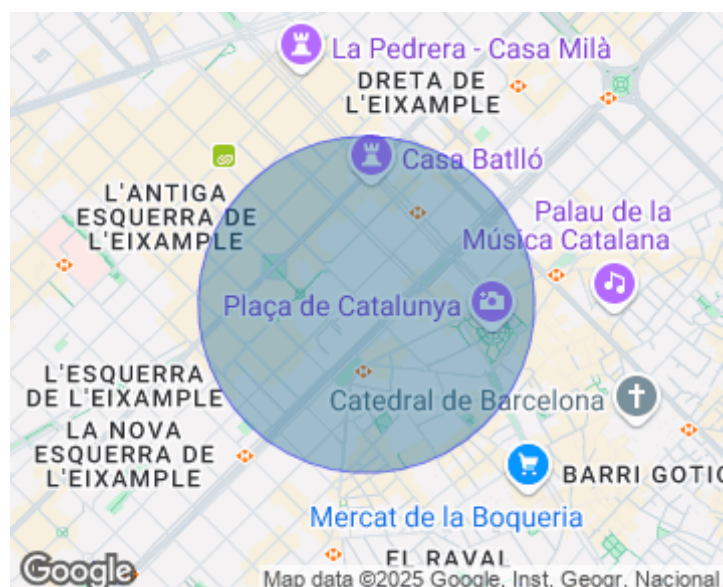 La Pedrera - Casa Milà
DRETA DE
L'EIXAMPLE
Casa Batlló
L'ANTIGA
ESQUERRA DE
L'EIXAMPLE
Palau de la
Música Catalana
Plaça de Catalunya
L'ESQUERRA
DE L'EIXAMPLE
Catedral de Barcelona
LA NOVA
ESQUERRA DE
L'EIXAMPLE
BARRI GOTIC
Mercat de la Boqueria
EL RAVAL
Google
Map data ©2025 Google, Inst. Geogr. Nacional